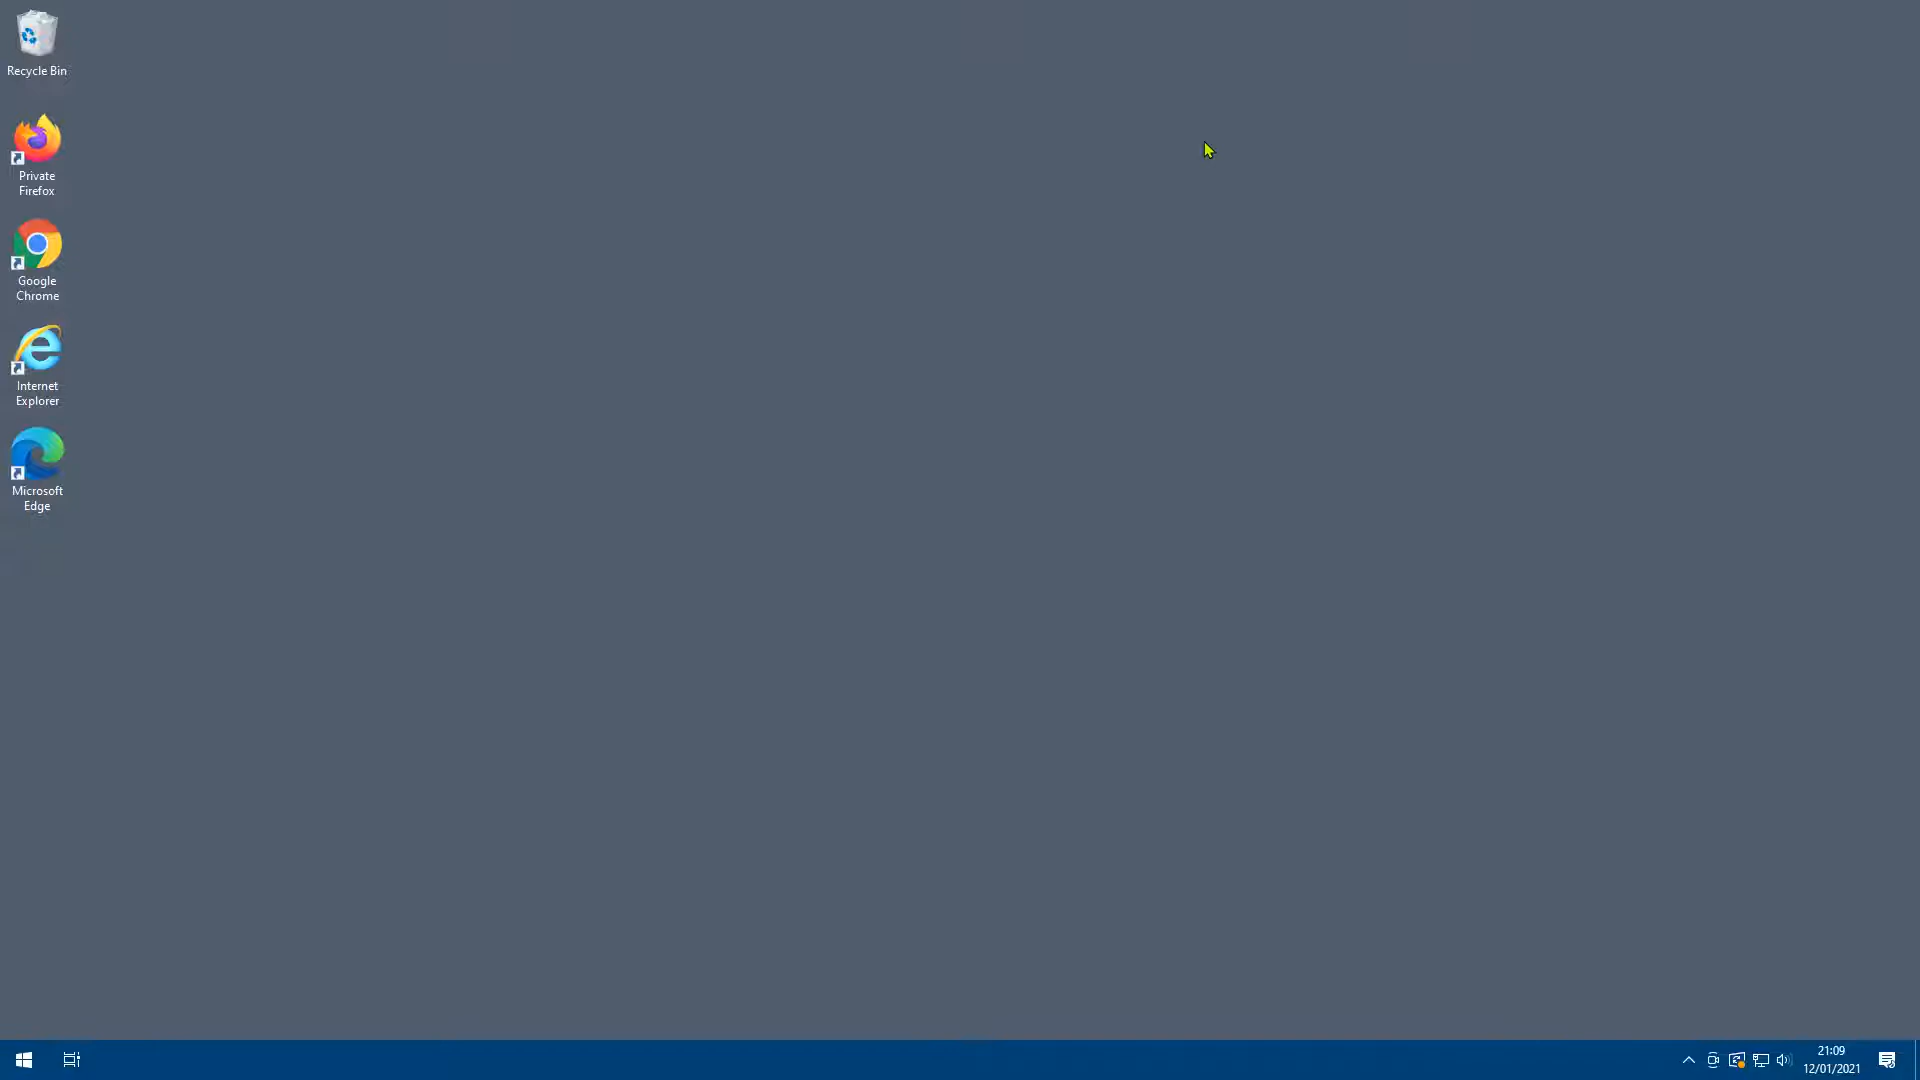 Recycle Bin
Private
Firefox
Google
Chrome
Internet
Explorer
Microsoft
Edge
21:09
12/01/2021